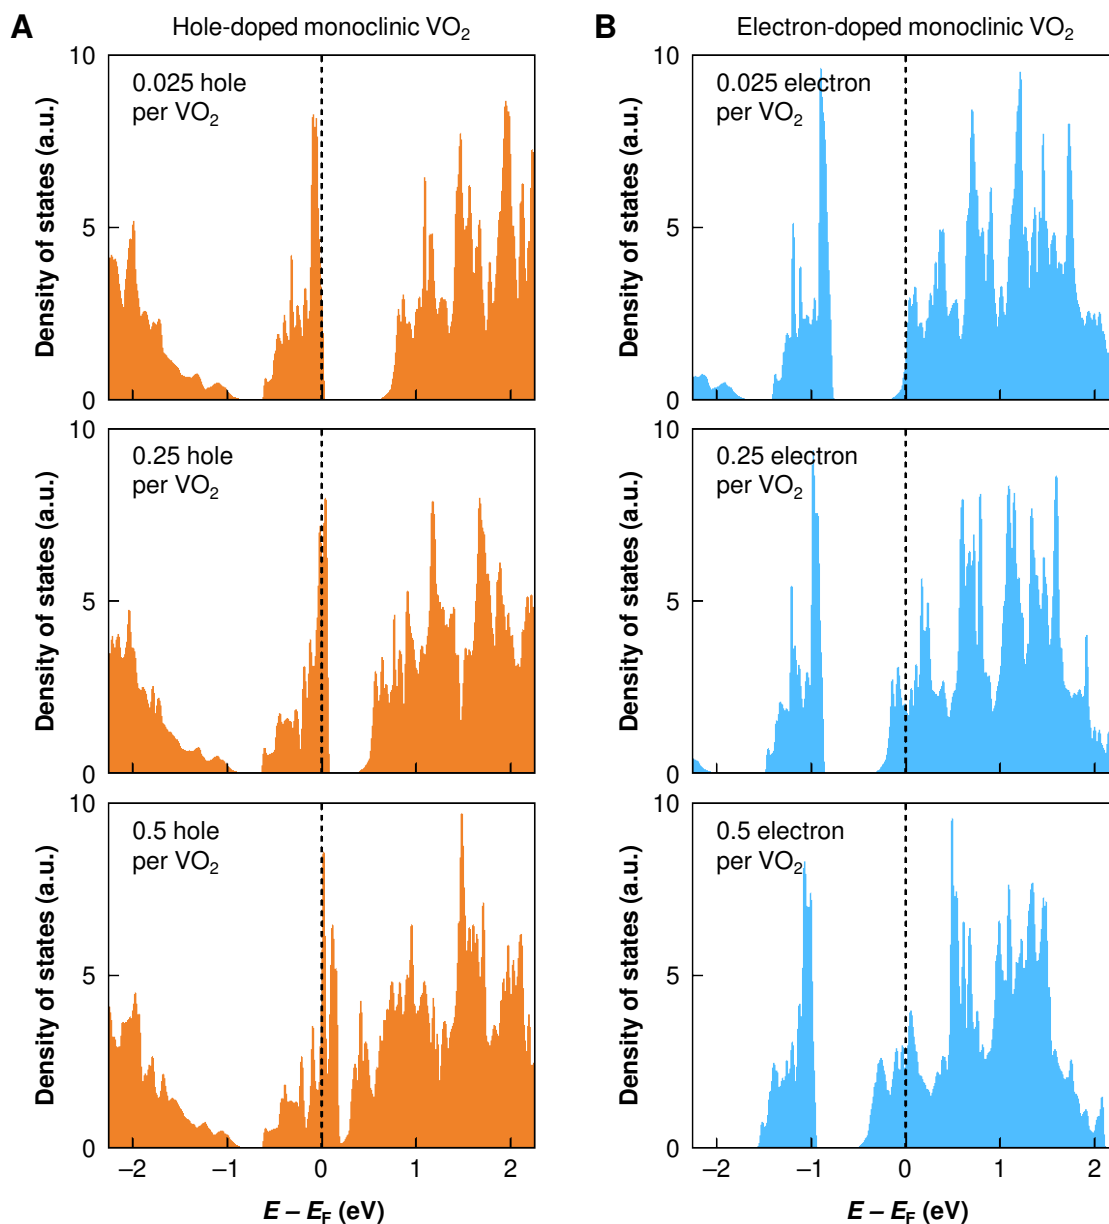 A
Hole-doped monoclinic VO₂
10
0.025 hole
per VO₂
5
0
Density of states (a.u.)
10
0.25 hole
per VO₂
5
0
Density of states (a.u.)
10
0.5 hole
per VO₂
5
0
Density of states (a.u.)
–2 –1 0 1 2
E – E_F (eV)
B
Electron-doped monoclinic VO₂
10
0.025 electron
per VO₂
5
0
Density of states (a.u.)
10
0.25 electron
per VO₂
5
0
Density of states (a.u.)
10
0.5 electron
per VO₂
5
0
Density of states (a.u.)
–2 –1 0 1 2
E – E_F (eV)